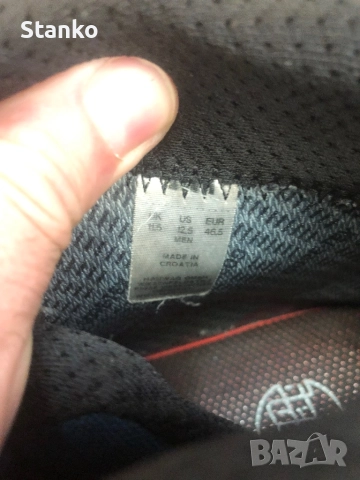 Stanko
UK US EUR
11,5 12,5 46,5
MEN
MADE IN
CROATIA
BAZAR